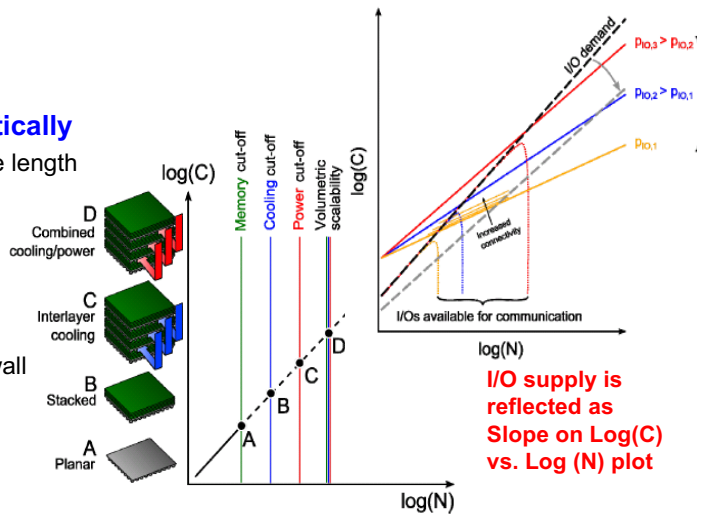 tically
e length
wall
D
Combined
cooling/power
C
Interlayer
cooling
B
Stacked
A
Planar
log(C)
Memory cut-off
Cooling cut-off
Power cut-off
Volumetric
scalability
A
B
C
D
log(N)
log(C)
I/O demand
pIO,3 > pIO,2
pIO,2 > pIO,1
pIO,1
Increased
connectivity
I/Os available for communication
log(N)
I/O supply is
reflected as
Slope on Log(C)
vs. Log (N) plot